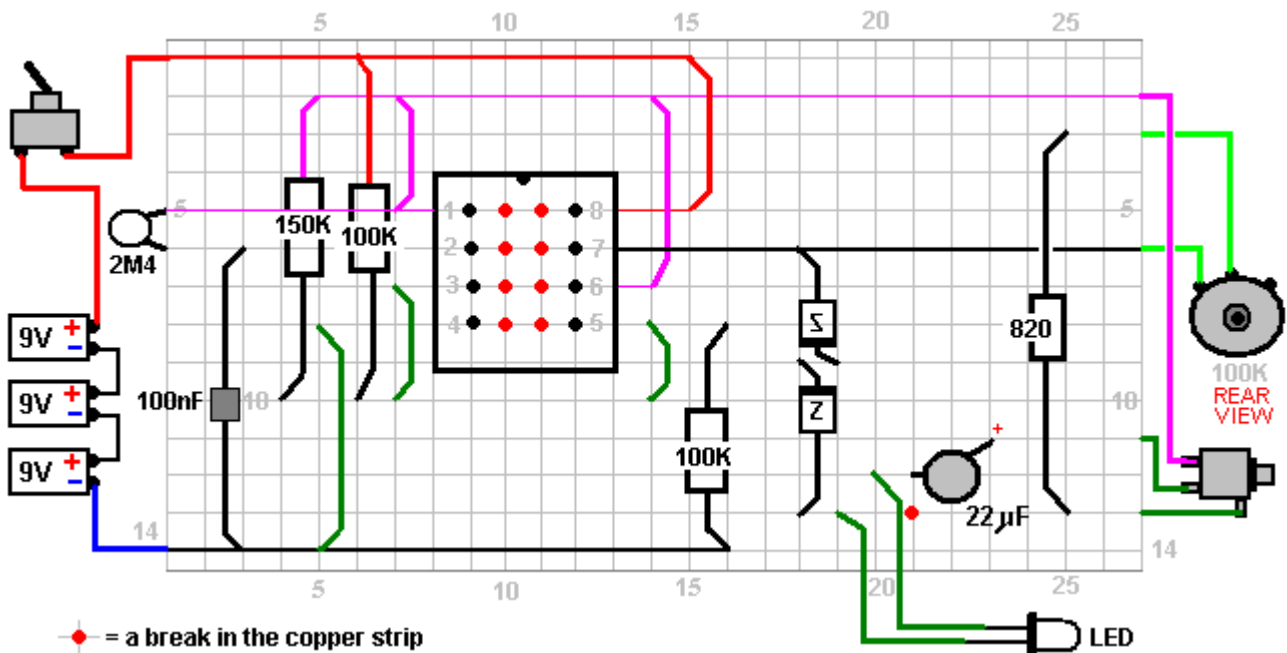 5 10 15 20 25
5 150K 100K 1 8 5
2M4 2 7
3 6
4 5
9V + -
9V + -
9V + -
100nF 10
100K
Z
Z
820
100K
REAR
VIEW
10
+
22 µF
14 14
5 10 15 20 25
= a break in the copper strip
LED